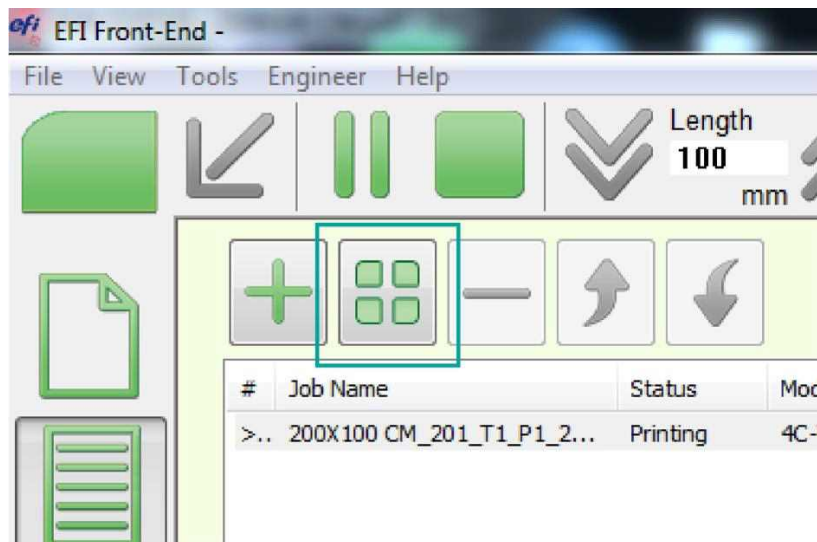 efi EFI Front-End -
File View Tools Engineer Help
Length
100
mm
# Job Name Status Mod
>.. 200X100 CM_201_T1_P1_2... Printing 4C-